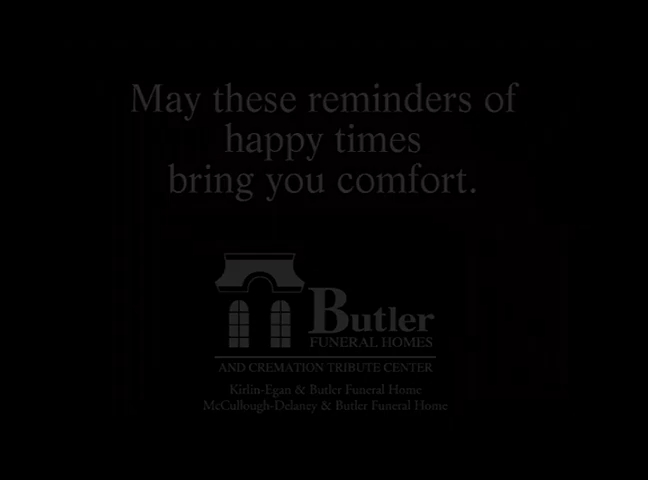 May these reminders of
happy times
bring you comfort.
Butler
FUNERAL HOMES
AND CREMATION TRIBUTE CENTER
Kirlin-Egan & Butler Funeral Home
McCullough-Delaney & Butler Funeral Home